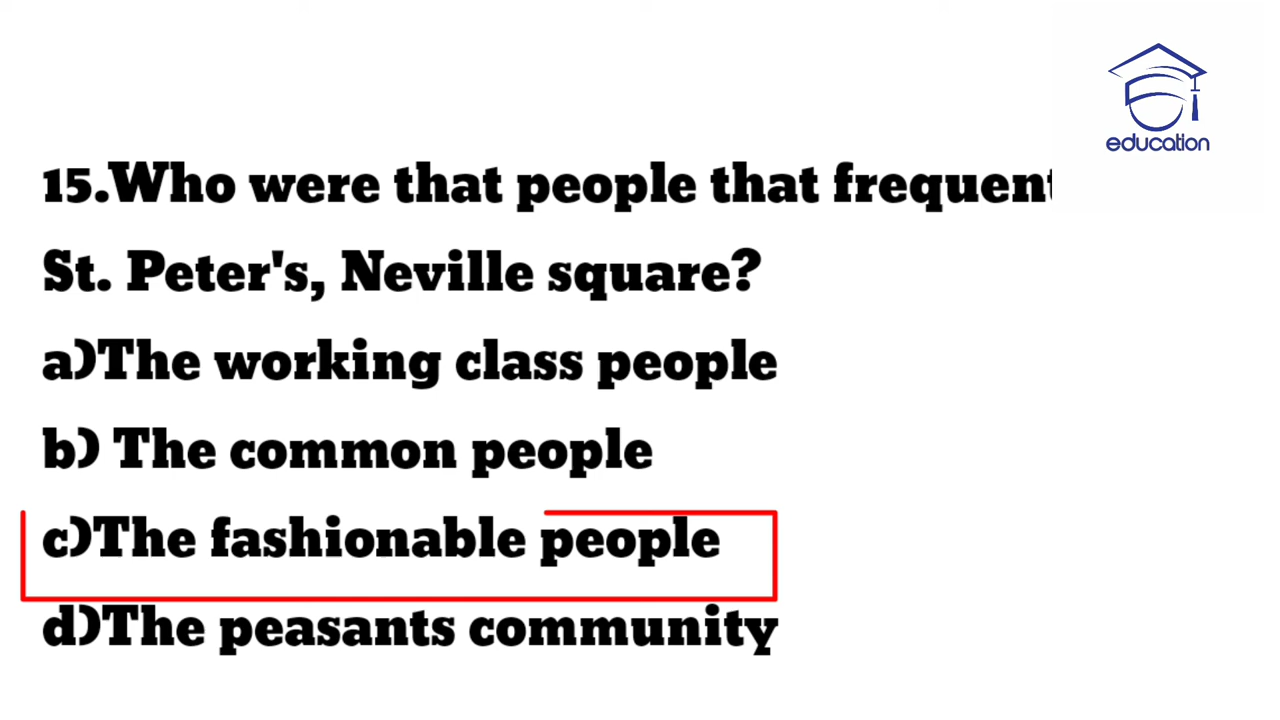 education
15.Who were that people that frequent
St. Peter's, Neville square?
a)The working class people
b) The common people
c)The fashionable people
d)The peasants community